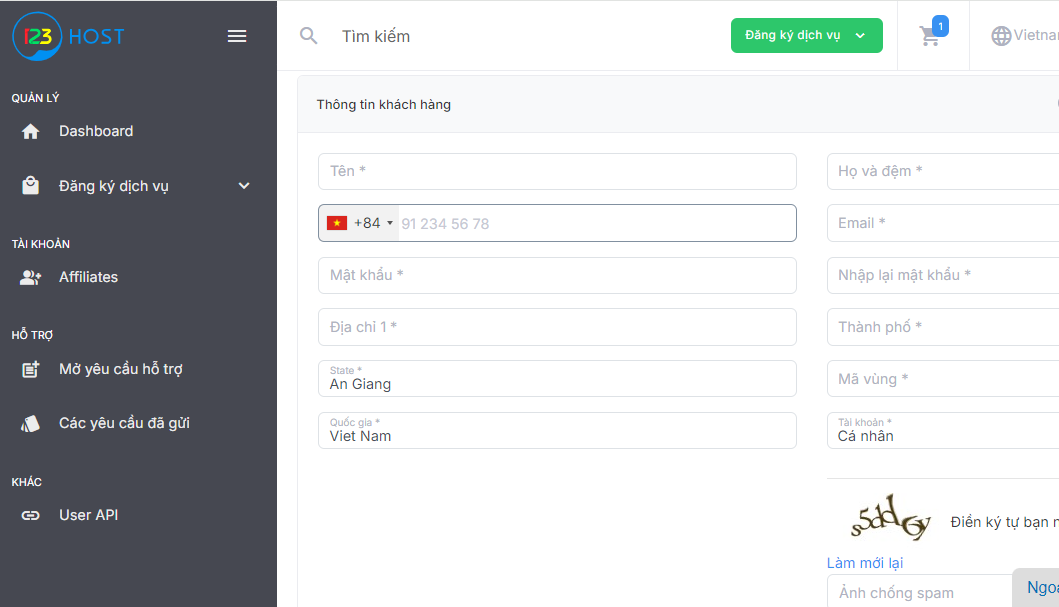 123 HOST
Tìm kiếm
Đăng ký dịch vụ
1
Vietnam
QUẢN LÝ
Dashboard
Đăng ký dịch vụ
TÀI KHOẢN
Affiliates
HỖ TRỢ
Mở yêu cầu hỗ trợ
Các yêu cầu đã gửi
KHÁC
User API
Thông tin khách hàng
Tên *
Họ và đệm *
+84
91 234 56 78
Email *
Mật khẩu *
Nhập lại mật khẩu *
Địa chỉ 1 *
Thành phố *
State *
An Giang
Mã vùng *
Quốc gia *
Viet Nam
Tài khoản *
Cá nhân
Điền ký tự bạn
Làm mới lại
Ảnh chống spam